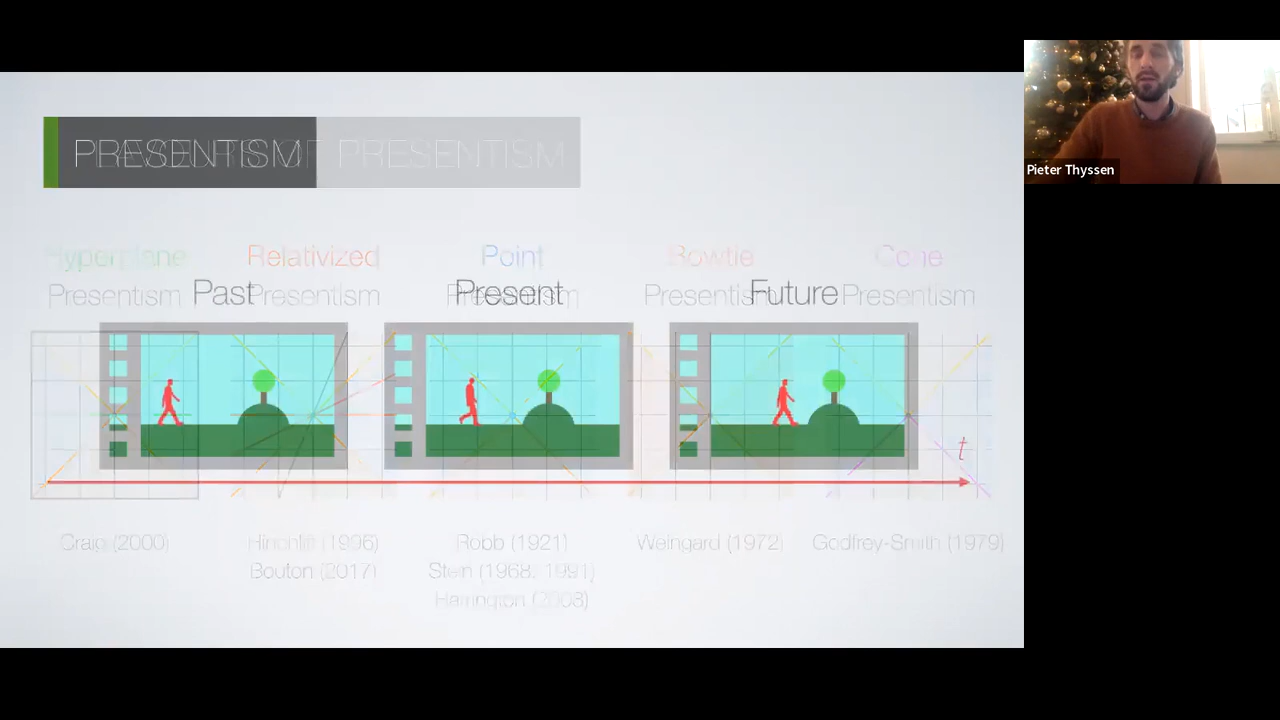 PRESENTISM
PRESENTISM
Hyperplane Relativized Point Bowtie Cone
Presentism Presentism Presentism Presentism Presentism
Past Present Future
t
Craig (2000) Hinchliff (1996) Robb (1921) Weingard (1972) Godfrey-Smith (1979)
Bouton (2017) Stein (1968, 1991)
Harrington (2008)
Pieter Thyssen